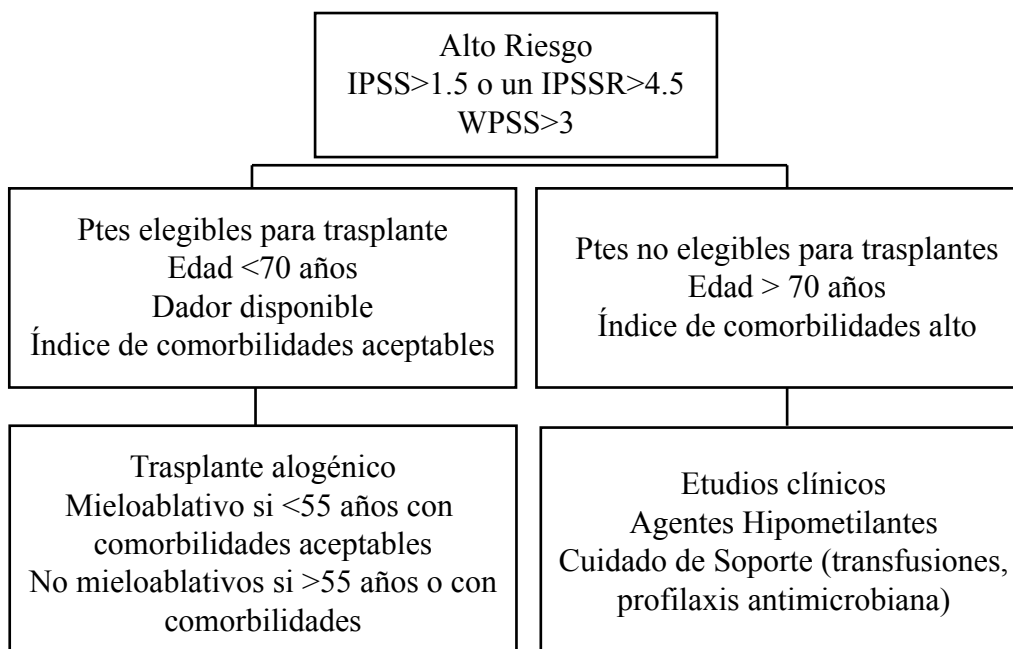 Alto Riesgo
IPSS>1.5 o un IPSSR>4.5
WPSS>3
Ptes elegibles para trasplante
Edad <70 años
Dador disponible
Índice de comorbilidades aceptables
Ptes no elegibles para trasplantes
Edad > 70 años
Índice de comorbilidades alto
Trasplante alogénico
Mieloablativo si <55 años con
comorbilidades aceptables
No mieloablativos si >55 años o con
comorbilidades
Etudios clínicos
Agentes Hipometilantes
Cuidado de Soporte (transfusiones,
profilaxis antimicrobiana)